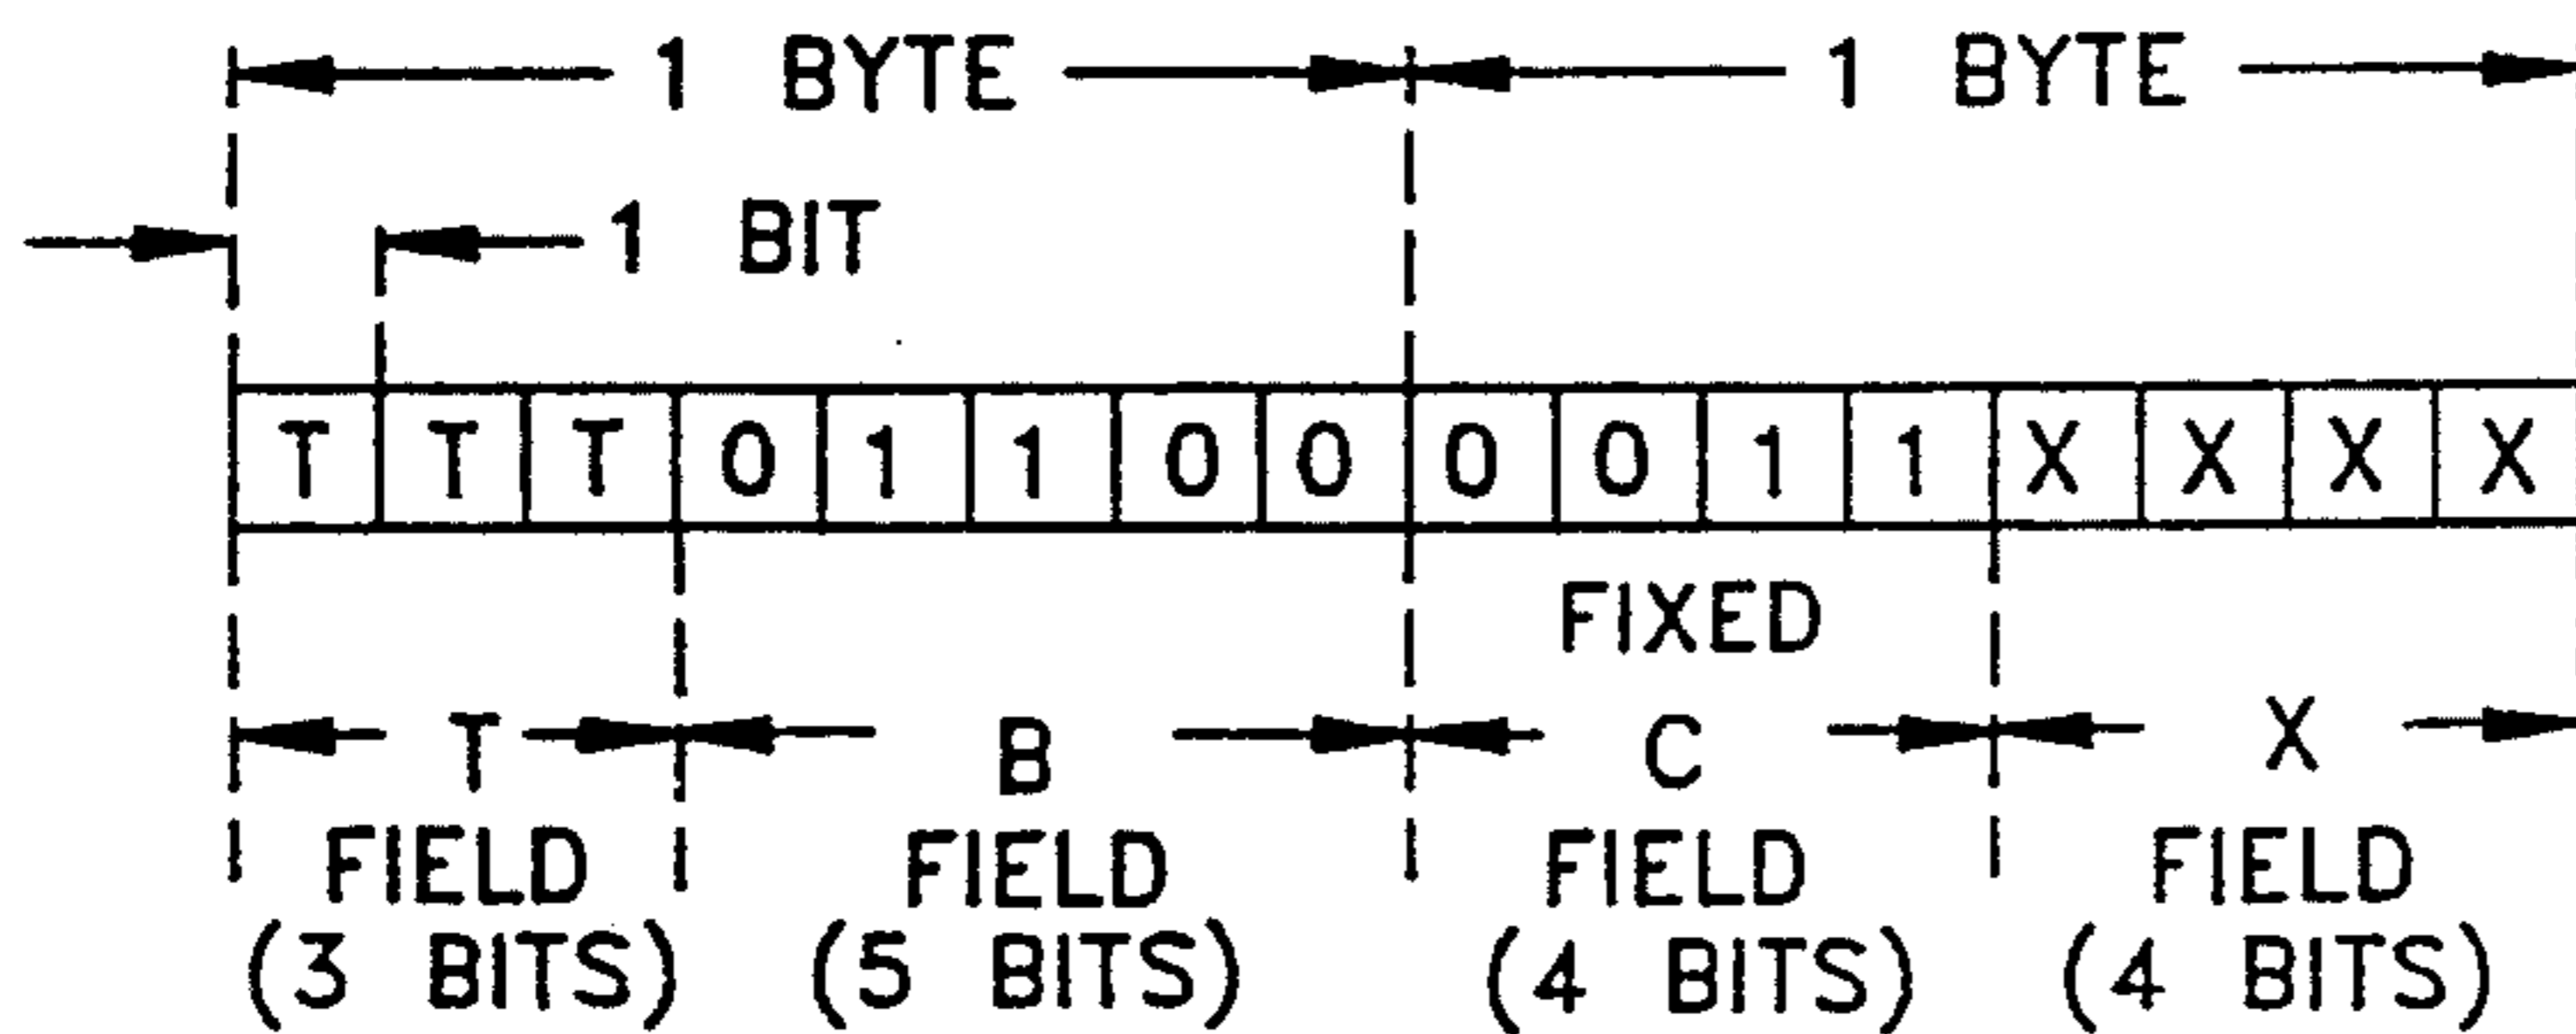 1 BYTE 1 BYTE
1 BIT
T T T 0 1 1 0 0 0 0 1 1 X X X X
FIXED
T B C X
FIELD FIELD FIELD FIELD
(3 BITS) (5 BITS) (4 BITS) (4 BITS)